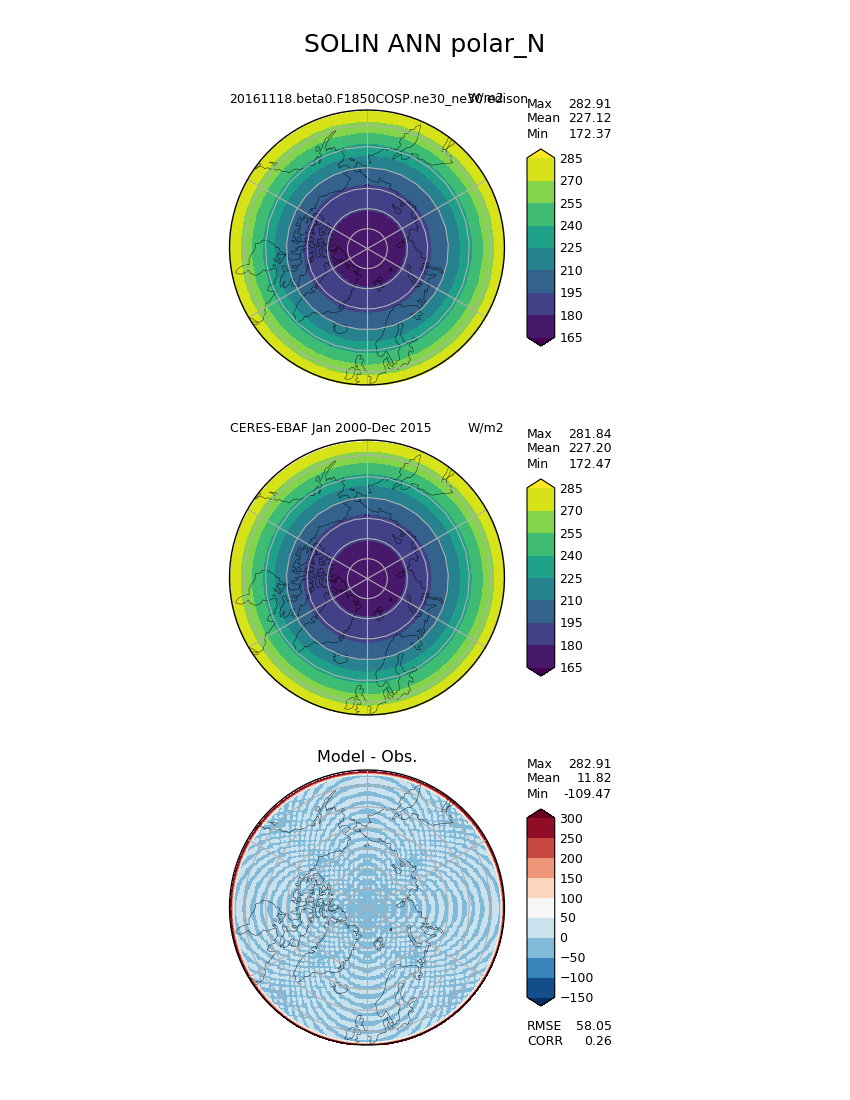 SOLIN ANN polar_N
20161118.beta0.F1850COSP.ne30_ne30.edison W/m2
Max 282.91
Mean 227.12
Min 172.37
285
270
255
240
225
210
195
180
165
CERES-EBAF Jan 2000-Dec 2015 W/m2
Max 281.84
Mean 227.20
Min 172.47
285
270
255
240
225
210
195
180
165
Model - Obs.
Max 282.91
Mean 11.82
Min -109.47
300
250
200
150
100
50
0
−50
−100
−150
RMSE 58.05
CORR 0.26